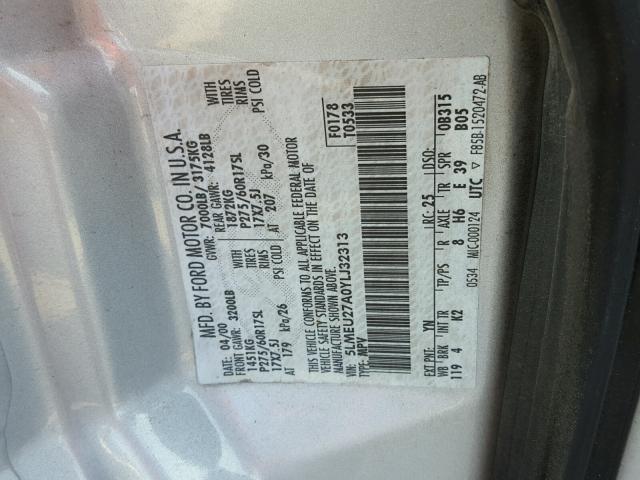 MFD. BY FORD MOTOR CO. IN U.S.A.
DATE: 04/00 GVWR: 7000LB/3175KG
FRONT GAWR: 3200LB REAR GAWR: 4128LB
1451KG 1872KG WITH
P275/60R17SL TIRES P275/60R17SL TIRES
17X7.5J RIMS 17X7.5J RIMS
AT 179 kPa/26 PSI COLD AT 207 kPa/30 PSI COLD
THIS VEHICLE CONFORMS TO ALL APPLICABLE FEDERAL MOTOR
VEHICLE SAFETY STANDARDS IN EFFECT ON THE DATE OF
MANUFACTURE SHOWN ABOVE.
F0178
T0533
VIN: 5LMEU27A0YLJ32313
TYPE: MPV
EXT PNT: YN RC: 25 DSO: 0B315
WB BRK INT TR TP/PS R AXLE TR SPR B05
119 4 K2 8 H6 E 39
UTC ▽ F85B-1520472-AB
0534 MIC-000124